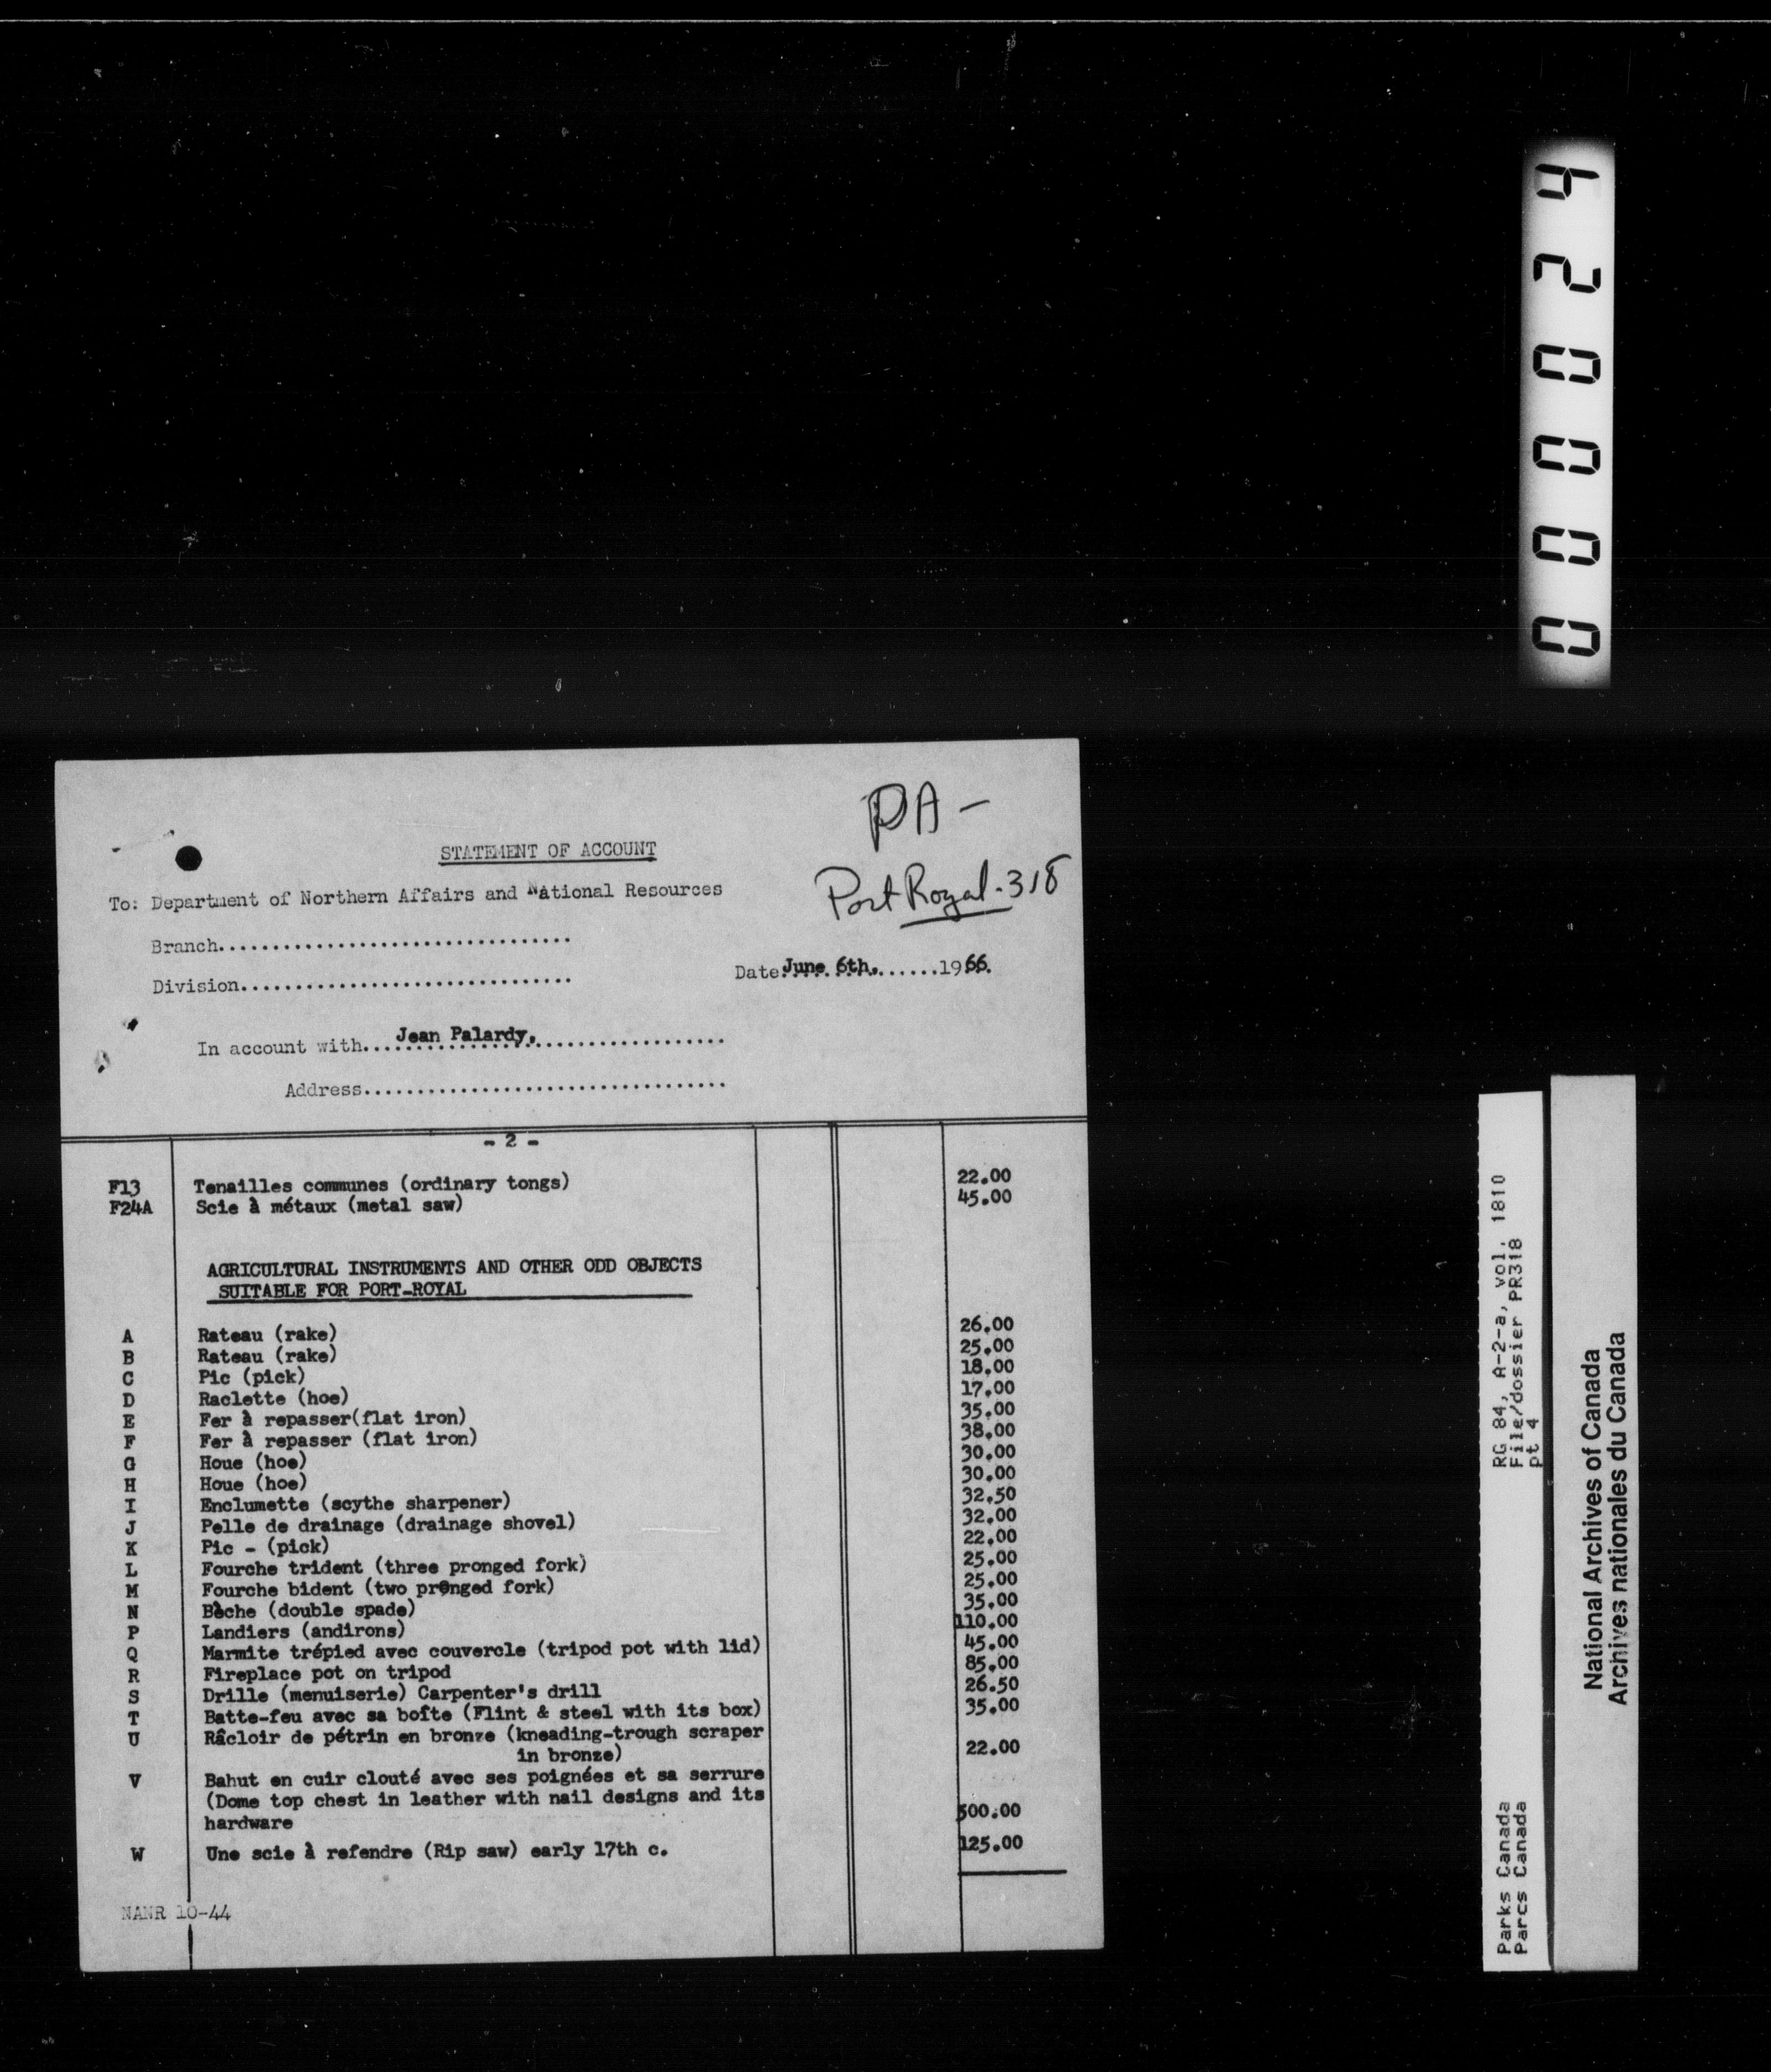 000024
PA -
Port Royal - 318
STATEMENT OF ACCOUNT
To: Department of Northern Affairs and National Resources
Branch.................................
Division...............................
Date June 6th, ......1966.
In account with...Jean Palardy,..................
Address..................................
- 2 -
F13 Tenailles communes (ordinary tongs) 22.00
F24A Scie à métaux (metal saw) 45.00
AGRICULTURAL INSTRUMENTS AND OTHER ODD OBJECTS
SUITABLE FOR PORT-ROYAL
A Rateau (rake) 26.00
B Rateau (rake) 25.00
C Pic (pick) 18.00
D Raclette (hoe) 17.00
E Fer à repasser(flat iron) 35.00
F Fer à repasser (flat iron) 38.00
G Houe (hoe) 30.00
H Houe (hoe) 30.00
I Enclumette (scythe sharpener) 32.50
J Pelle de drainage (drainage shovel) 32.00
K Pic - (pick) 22.00
L Fourche trident (three pronged fork) 25.00
M Fourche bident (two pronged fork) 25.00
N Bèche (double spade) 35.00
P Landiers (andirons) 110.00
Q Marmite trépied avec couvercle (tripod pot with lid) 45.00
R Fireplace pot on tripod 85.00
S Drille (menuiserie) Carpenter's drill 26.50
T Batte-feu avec sa boîte (Flint & steel with its box) 35.00
U Râcloir de pétrin en bronze (kneading-trough scraper
in bronze) 22.00
V Bahut en cuir clouté avec ses poignées et sa serrure
(Dome top chest in leather with nail designs and its
hardware 500.00
W Une scie à refendre (Rip saw) early 17th c. 125.00
NANR 10-44
RG 84, A-2-a, vol. 1810
File/dossier PR318
pt 4
Parks Canada
Parcs Canada
National Archives of Canada
Archives nationales du Canada